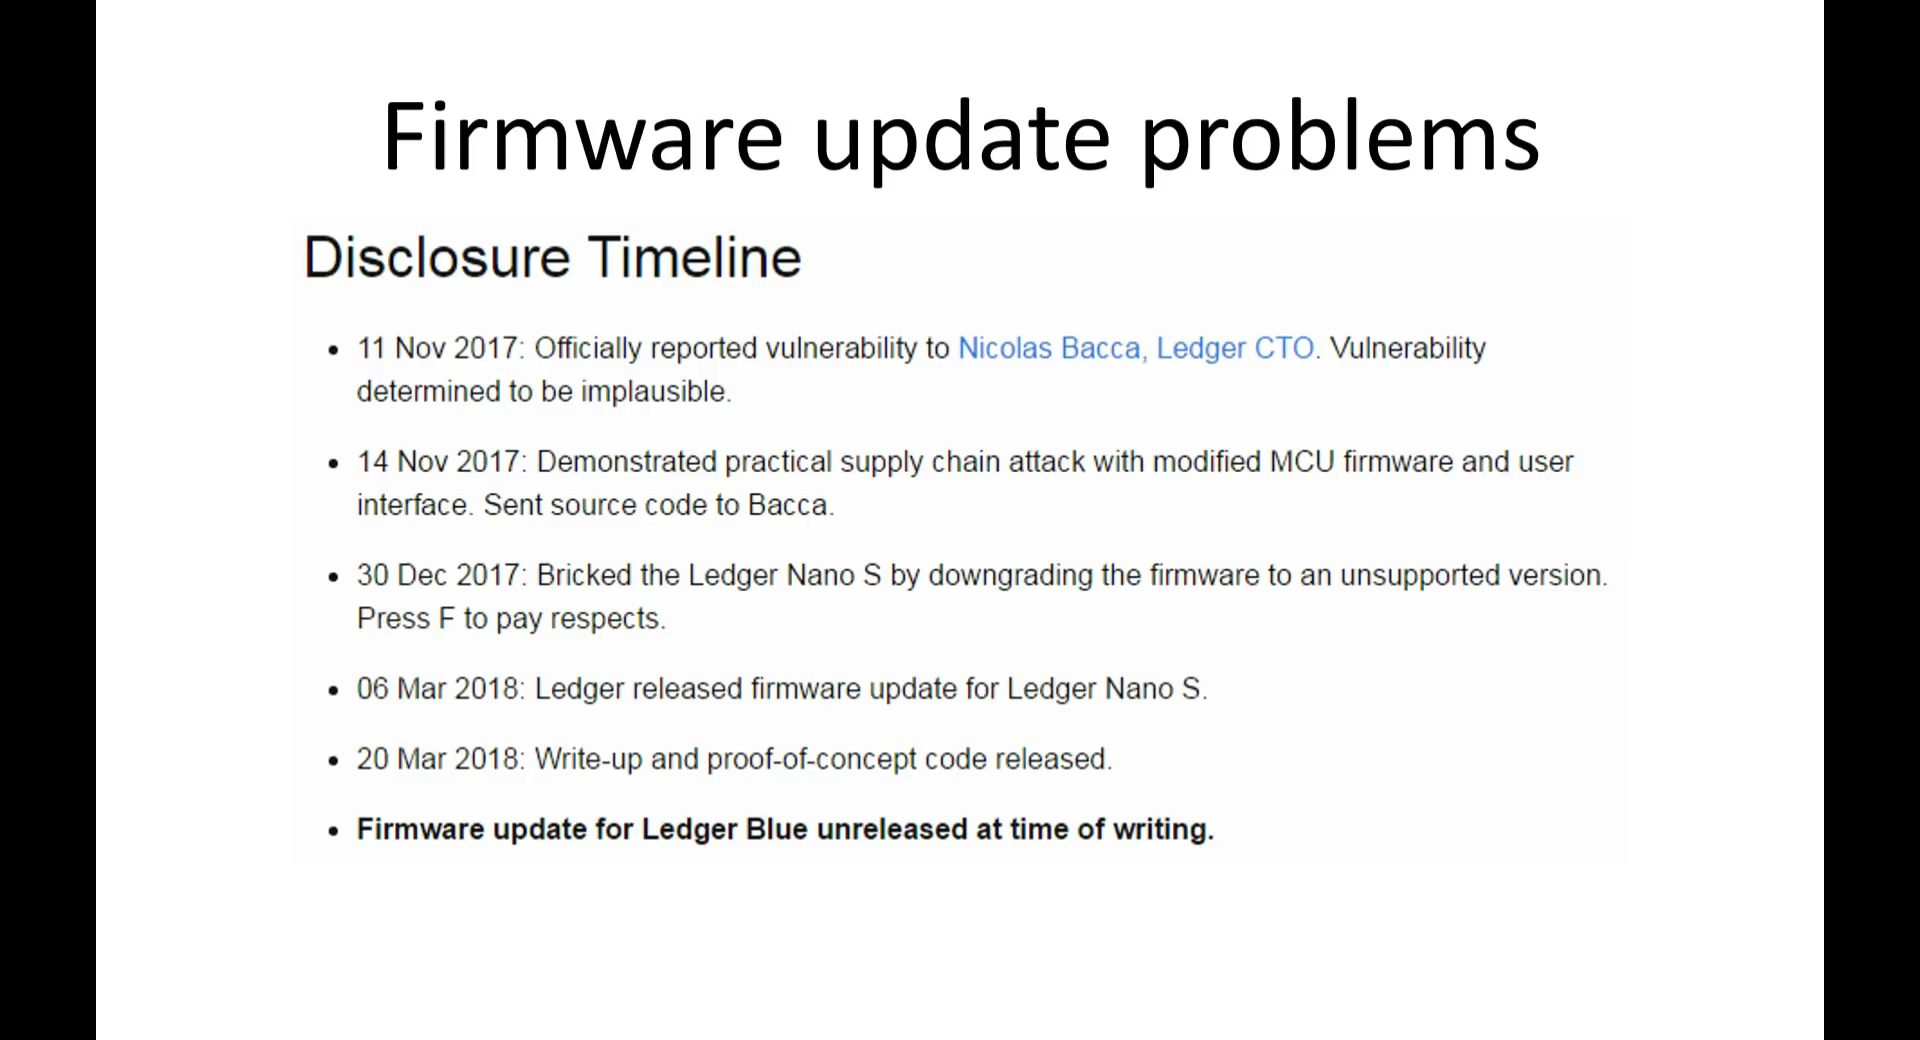 Firmware update problems
Disclosure Timeline
• 11 Nov 2017: Officially reported vulnerability to Nicolas Bacca, Ledger CTO. Vulnerability
determined to be implausible.
• 14 Nov 2017: Demonstrated practical supply chain attack with modified MCU firmware and user
interface. Sent source code to Bacca.
• 30 Dec 2017: Bricked the Ledger Nano S by downgrading the firmware to an unsupported version.
Press F to pay respects.
• 06 Mar 2018: Ledger released firmware update for Ledger Nano S.
• 20 Mar 2018: Write-up and proof-of-concept code released.
• Firmware update for Ledger Blue unreleased at time of writing.